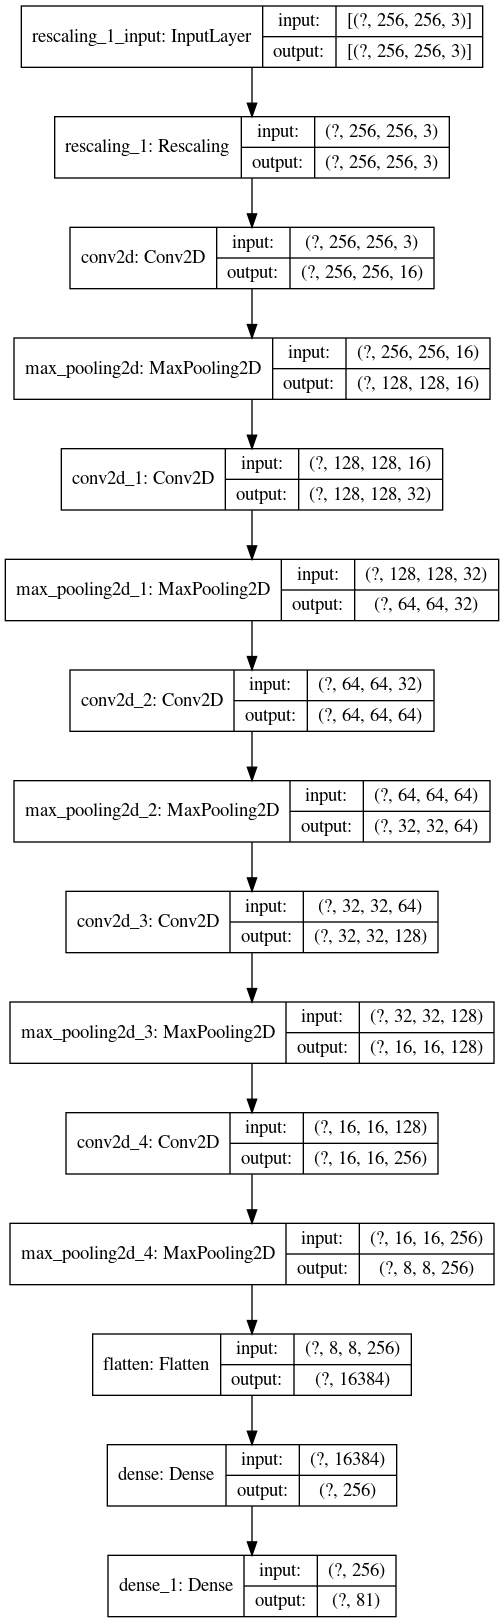 rescaling_1_input: InputLayer
input: [(?, 256, 256, 3)]
output: [(?, 256, 256, 3)]
rescaling_1: Rescaling
input: (?, 256, 256, 3)
output: (?, 256, 256, 3)
conv2d: Conv2D
input: (?, 256, 256, 3)
output: (?, 256, 256, 16)
max_pooling2d: MaxPooling2D
input: (?, 256, 256, 16)
output: (?, 128, 128, 16)
conv2d_1: Conv2D
input: (?, 128, 128, 16)
output: (?, 128, 128, 32)
max_pooling2d_1: MaxPooling2D
input: (?, 128, 128, 32)
output: (?, 64, 64, 32)
conv2d_2: Conv2D
input: (?, 64, 64, 32)
output: (?, 64, 64, 64)
max_pooling2d_2: MaxPooling2D
input: (?, 64, 64, 64)
output: (?, 32, 32, 64)
conv2d_3: Conv2D
input: (?, 32, 32, 64)
output: (?, 32, 32, 128)
max_pooling2d_3: MaxPooling2D
input: (?, 32, 32, 128)
output: (?, 16, 16, 128)
conv2d_4: Conv2D
input: (?, 16, 16, 128)
output: (?, 16, 16, 256)
max_pooling2d_4: MaxPooling2D
input: (?, 16, 16, 256)
output: (?, 8, 8, 256)
flatten: Flatten
input: (?, 8, 8, 256)
output: (?, 16384)
dense: Dense
input: (?, 16384)
output: (?, 256)
dense_1: Dense
input: (?, 256)
output: (?, 81)